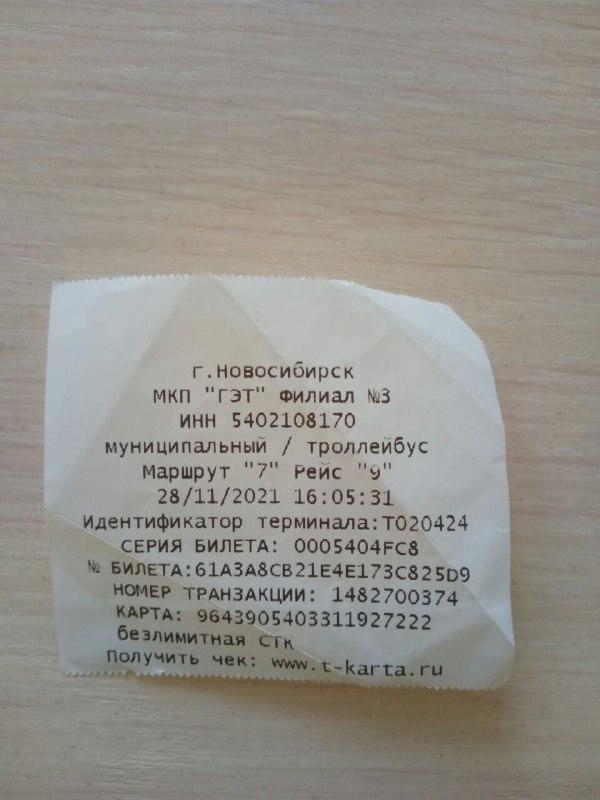 г.Новосибирск
МКП "ГЭТ" Филиал №3
ИНН 5402108170
муниципальный / троллейбус
Маршрут "7" Рейс "9"
28/11/2021 16:05:31
Идентификатор терминала:T020424
СЕРИЯ БИЛЕТА: 0005404FC8
№ БИЛЕТА:61A3A8CB21E4E173C825D9
НОМЕР ТРАНЗАКЦИИ: 1482700374
КАРТА: 9643905403311927222
безлимитная СТК
Получить чек: www.t-karta.ru